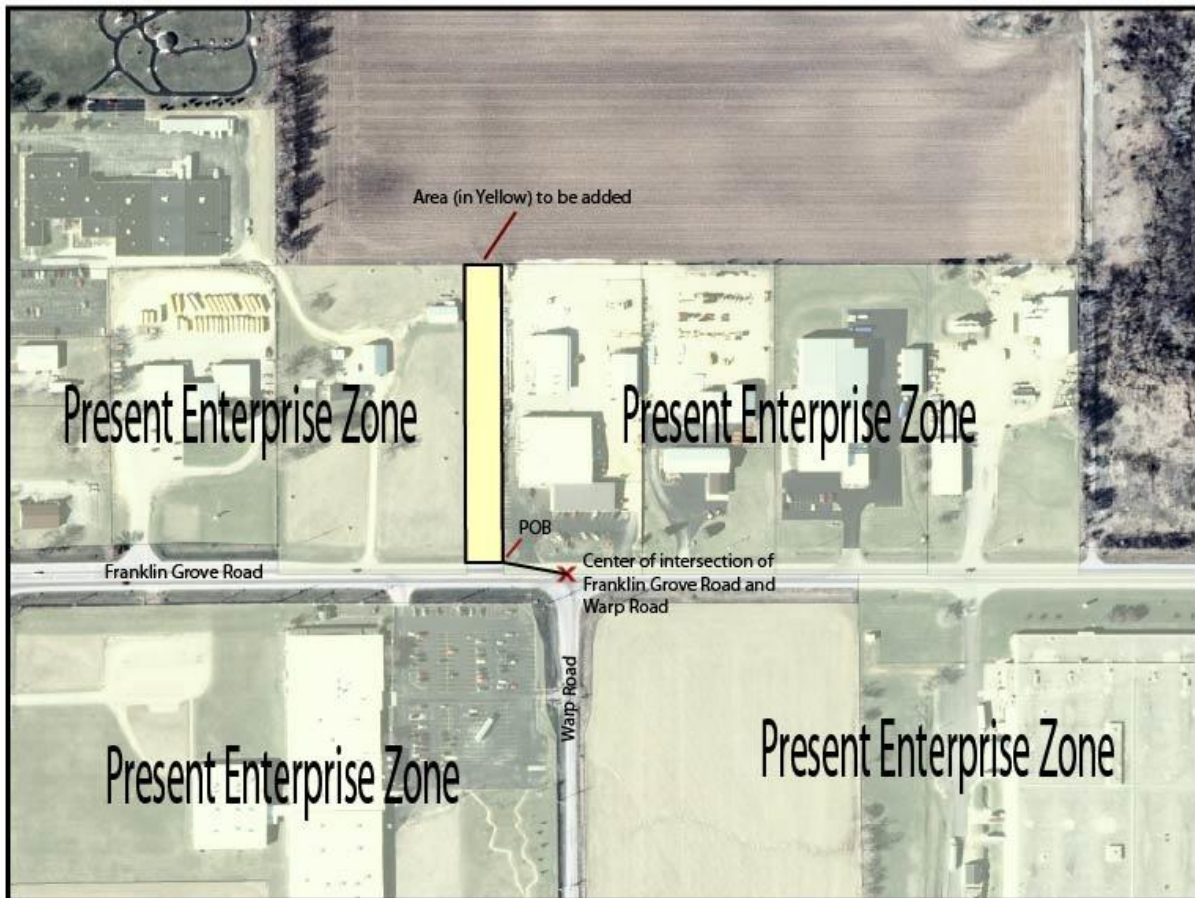 Area (in Yellow) to be added
Present Enterprise Zone
Present Enterprise Zone
POB
Center of intersection of
Franklin Grove Road and
Warp Road
Franklin Grove Road
Warp Road
Present Enterprise Zone
Present Enterprise Zone